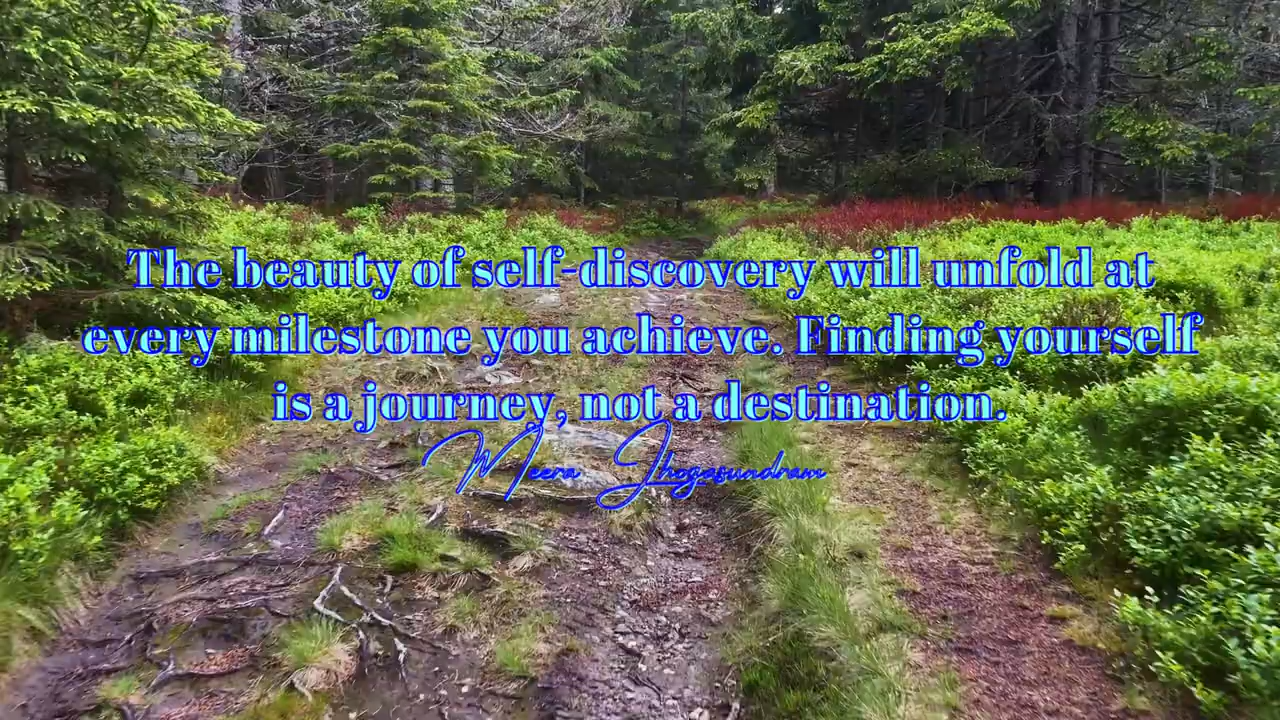 The beauty of self-discovery will unfold at
every milestone you achieve. Finding yourself
is a journey, not a destination.
Meera Jhogasundram